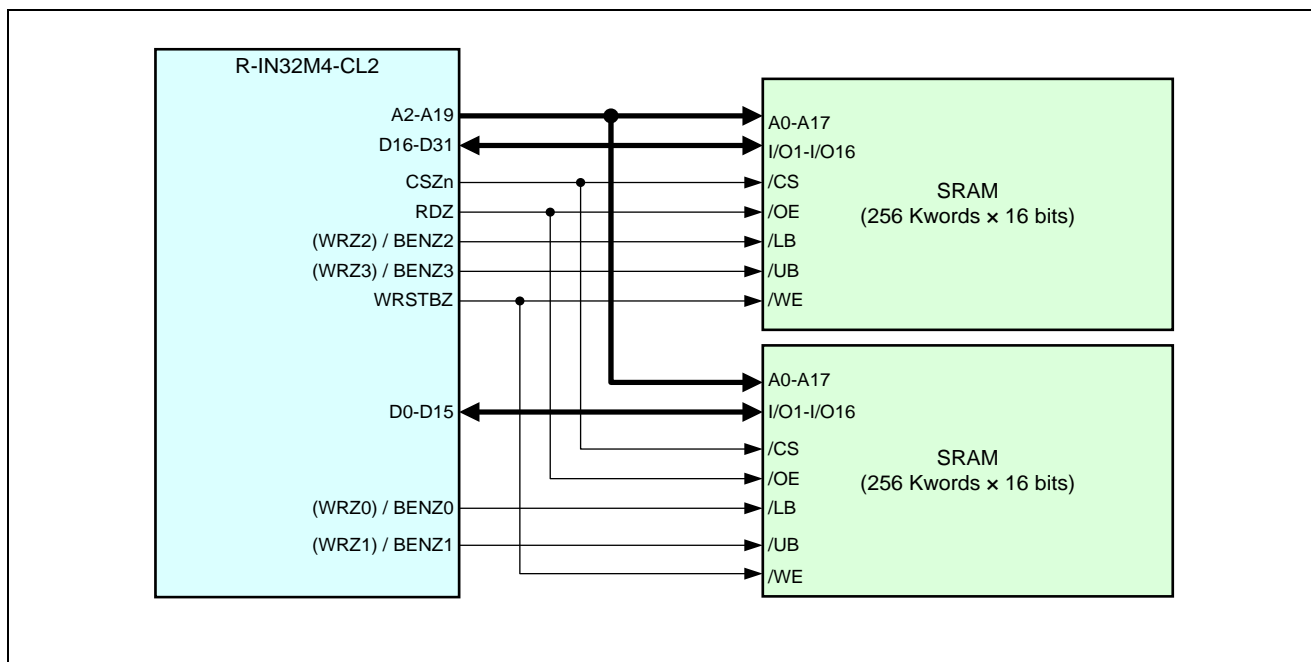 R-IN32M4-CL2
A2-A19
D16-D31
CSZn
RDZ
(WRZ2) / BENZ2
(WRZ3) / BENZ3
WRSTBZ
D0-D15
(WRZ0) / BENZ0
(WRZ1) / BENZ1
A0-A17
I/O1-I/O16
/CS
/OE
/LB
/UB
/WE
SRAM
(256 Kwords × 16 bits)
A0-A17
I/O1-I/O16
/CS
/OE
/LB
/UB
/WE
SRAM
(256 Kwords × 16 bits)